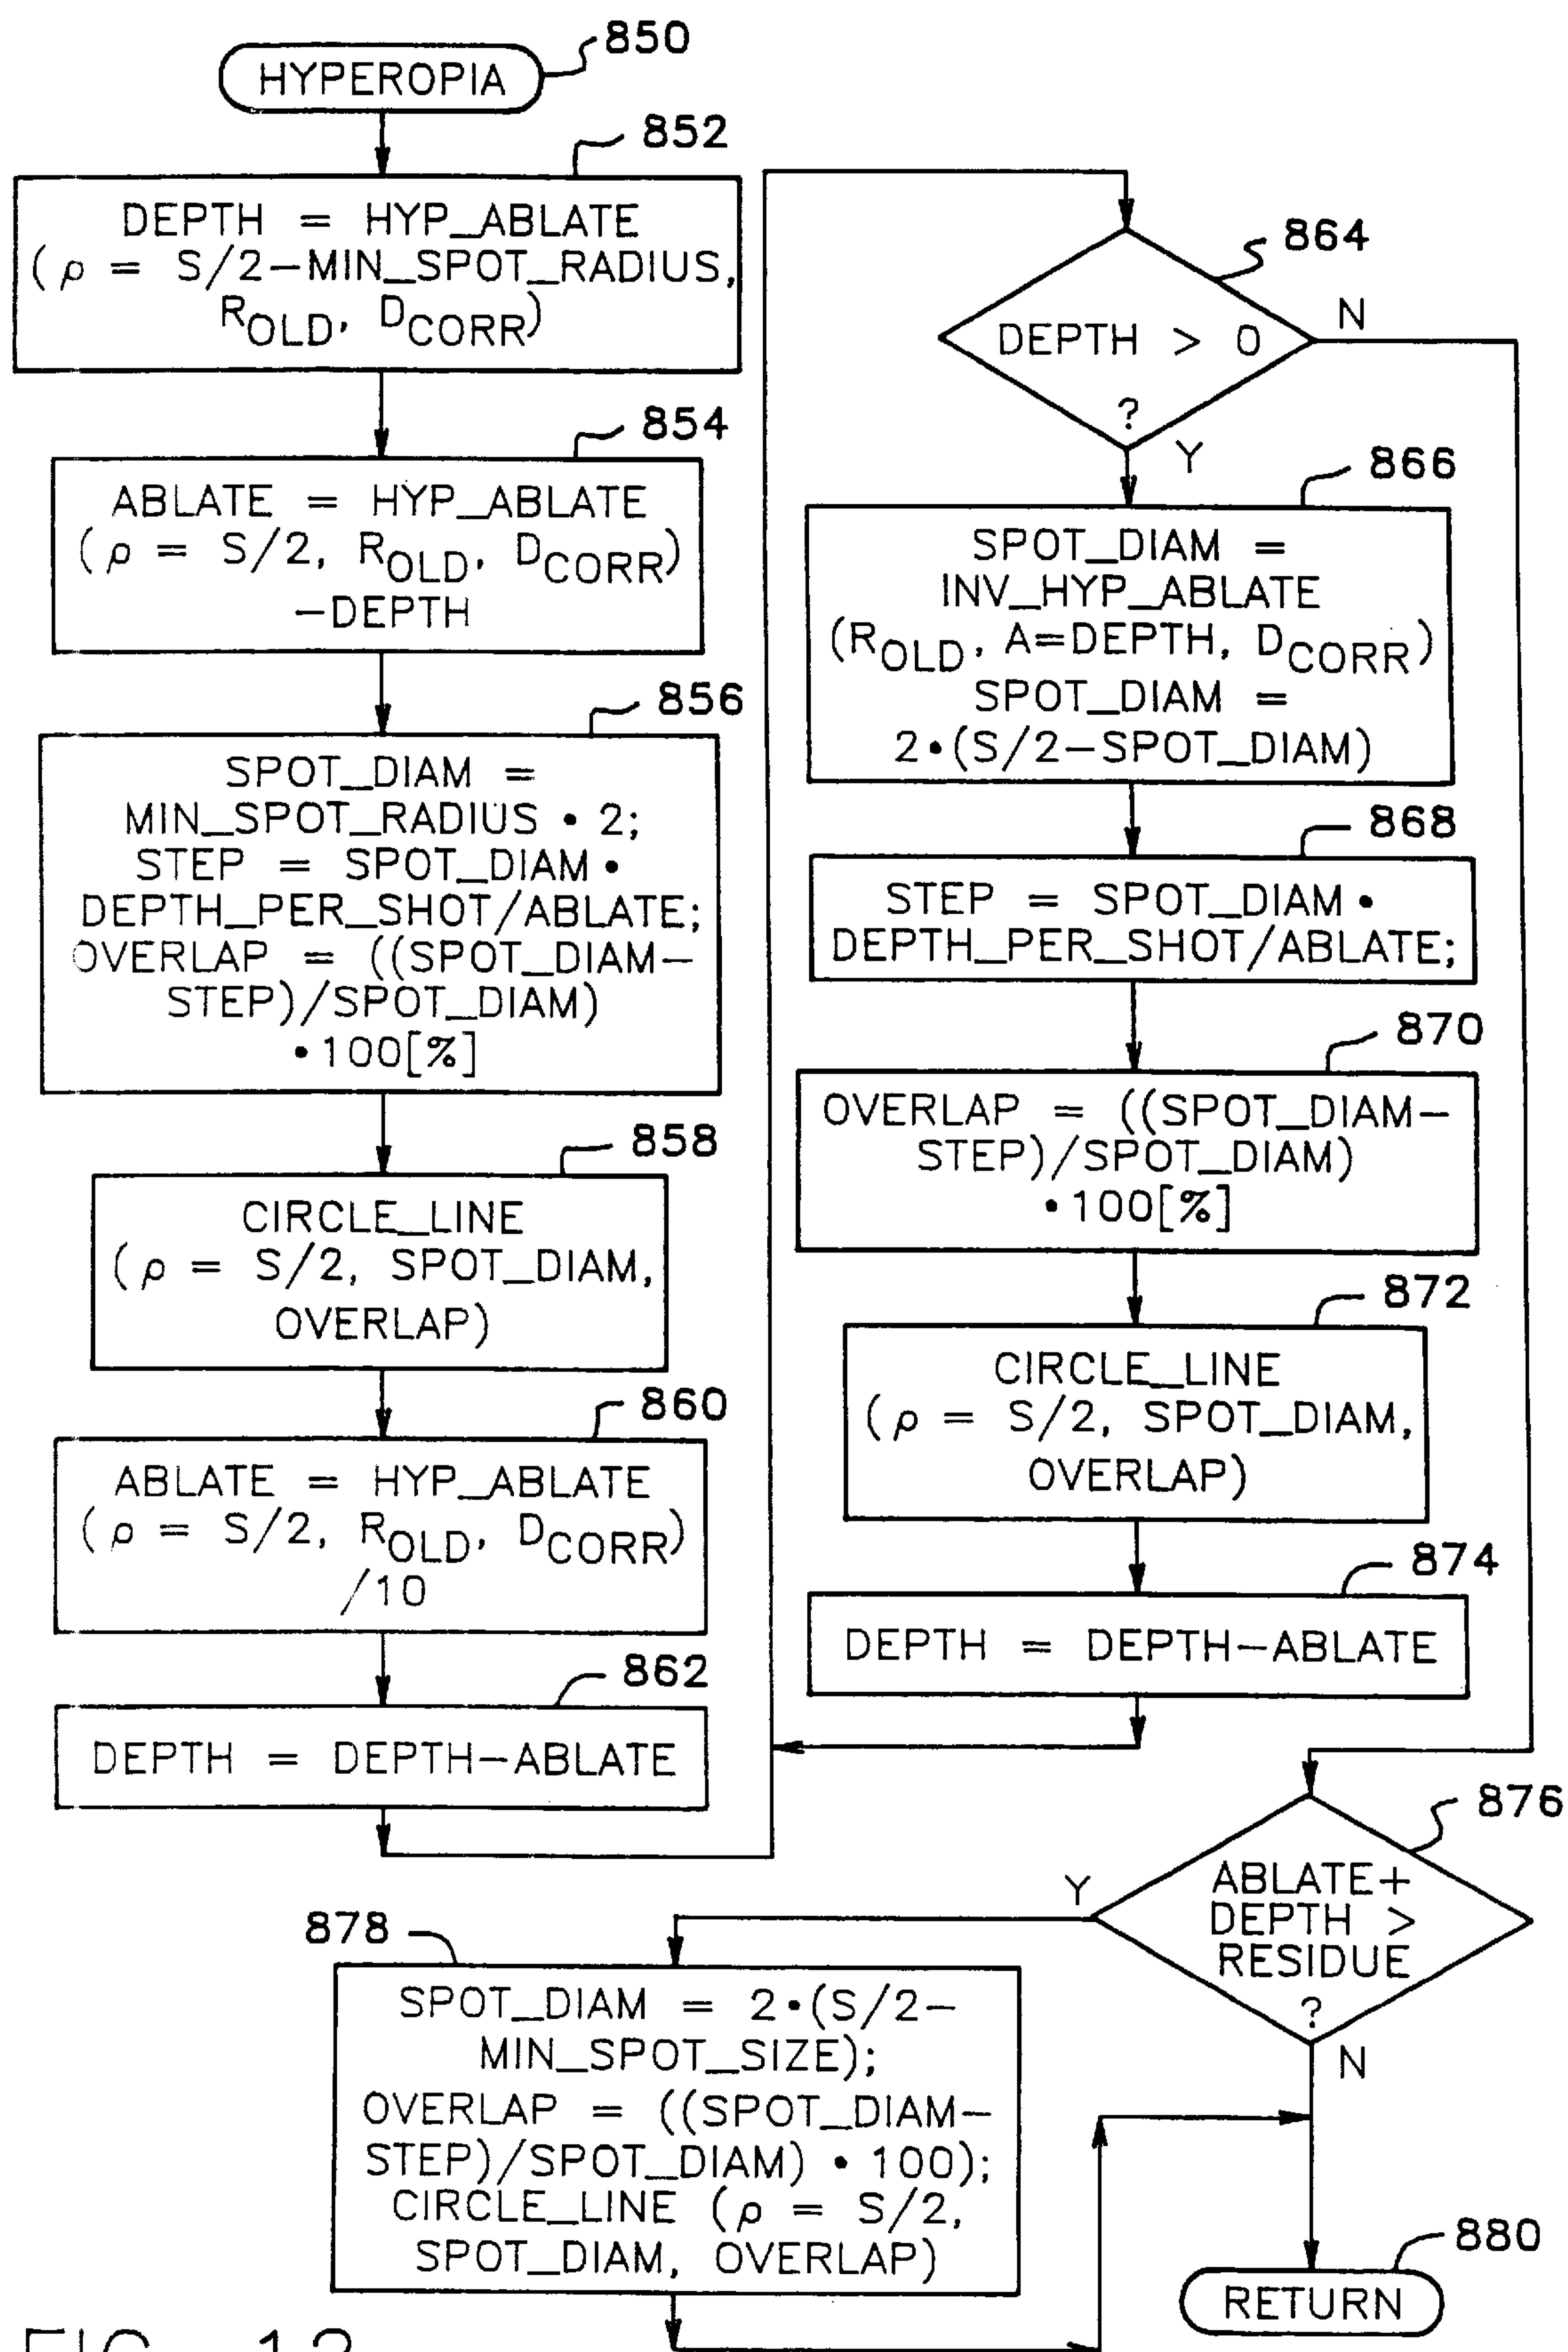 HYPEROPIA
850
852
DEPTH = HYP_ABLATE
(ρ = S/2-MIN_SPOT_RADIUS,
R_OLD, D_CORR)
854
ABLATE = HYP_ABLATE
(ρ = S/2, R_OLD, D_CORR)
-DEPTH
856
SPOT_DIAM =
MIN_SPOT_RADIUS • 2;
STEP = SPOT_DIAM •
DEPTH_PER_SHOT/ABLATE;
OVERLAP = ((SPOT_DIAM-
STEP)/SPOT_DIAM)
•100[%]
858
CIRCLE_LINE
(ρ = S/2, SPOT_DIAM,
OVERLAP)
860
ABLATE = HYP_ABLATE
(ρ = S/2, R_OLD, D_CORR)
/10
862
DEPTH = DEPTH-ABLATE
864
DEPTH > 0
?
N
Y
866
SPOT_DIAM =
INV_HYP_ABLATE
(R_OLD, A=DEPTH, D_CORR)
SPOT_DIAM =
2•(S/2-SPOT_DIAM)
868
STEP = SPOT_DIAM •
DEPTH_PER_SHOT/ABLATE;
870
OVERLAP = ((SPOT_DIAM-
STEP)/SPOT_DIAM)
•100[%]
872
CIRCLE_LINE
(ρ = S/2, SPOT_DIAM,
OVERLAP)
874
DEPTH = DEPTH-ABLATE
876
ABLATE+
DEPTH >
RESIDUE
?
Y
N
878
SPOT_DIAM = 2•(S/2-
MIN_SPOT_SIZE);
OVERLAP = ((SPOT_DIAM-
STEP)/SPOT_DIAM) • 100);
CIRCLE_LINE (ρ = S/2,
SPOT_DIAM, OVERLAP)
880
RETURN
FIG.